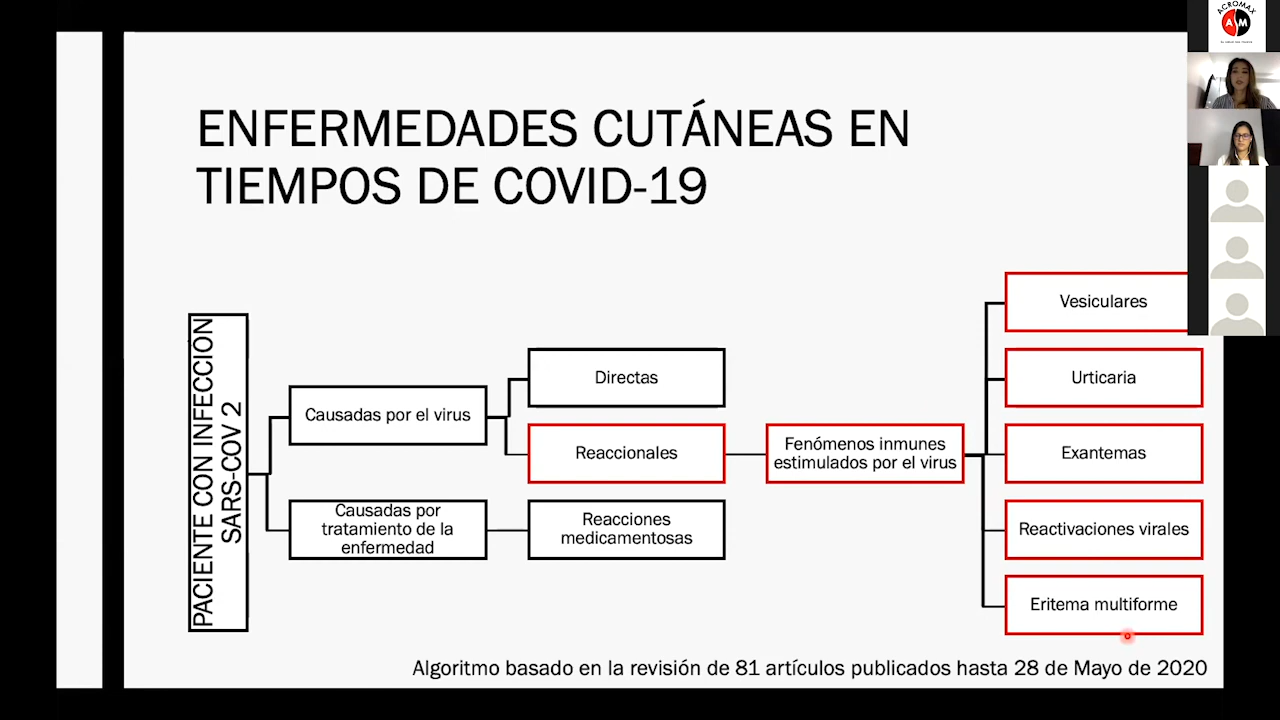 ACROMAX
ASM
ENFERMEDADES CUTÁNEAS EN
TIEMPOS DE COVID-19
PACIENTE CON INFECCION
SARS-COV 2
Causadas por el virus
Causadas por
tratamiento de la
enfermedad
Directas
Reaccionales
Reacciones
medicamentosas
Fenómenos inmunes
estimulados por el virus
Vesiculares
Urticaria
Exantemas
Reactivaciones virales
Eritema multiforme
Algoritmo basado en la revisión de 81 artículos publicados hasta 28 de Mayo de 2020